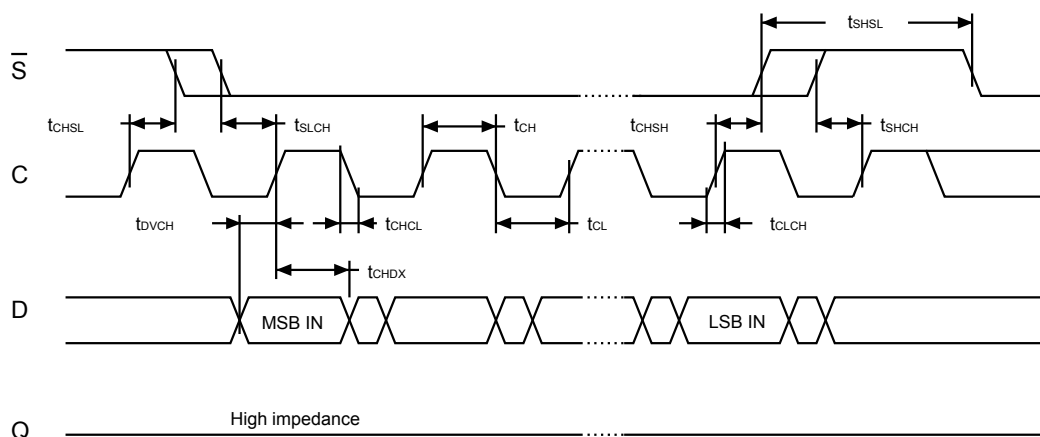 tSHSL
S̅
tCHSL
tSLCH
tCH
tCHSH
tSHCH
C
tDVCH
tCHCL
tCL
tCLCH
tCHDX
D
MSB IN
LSB IN
High impedance
Q